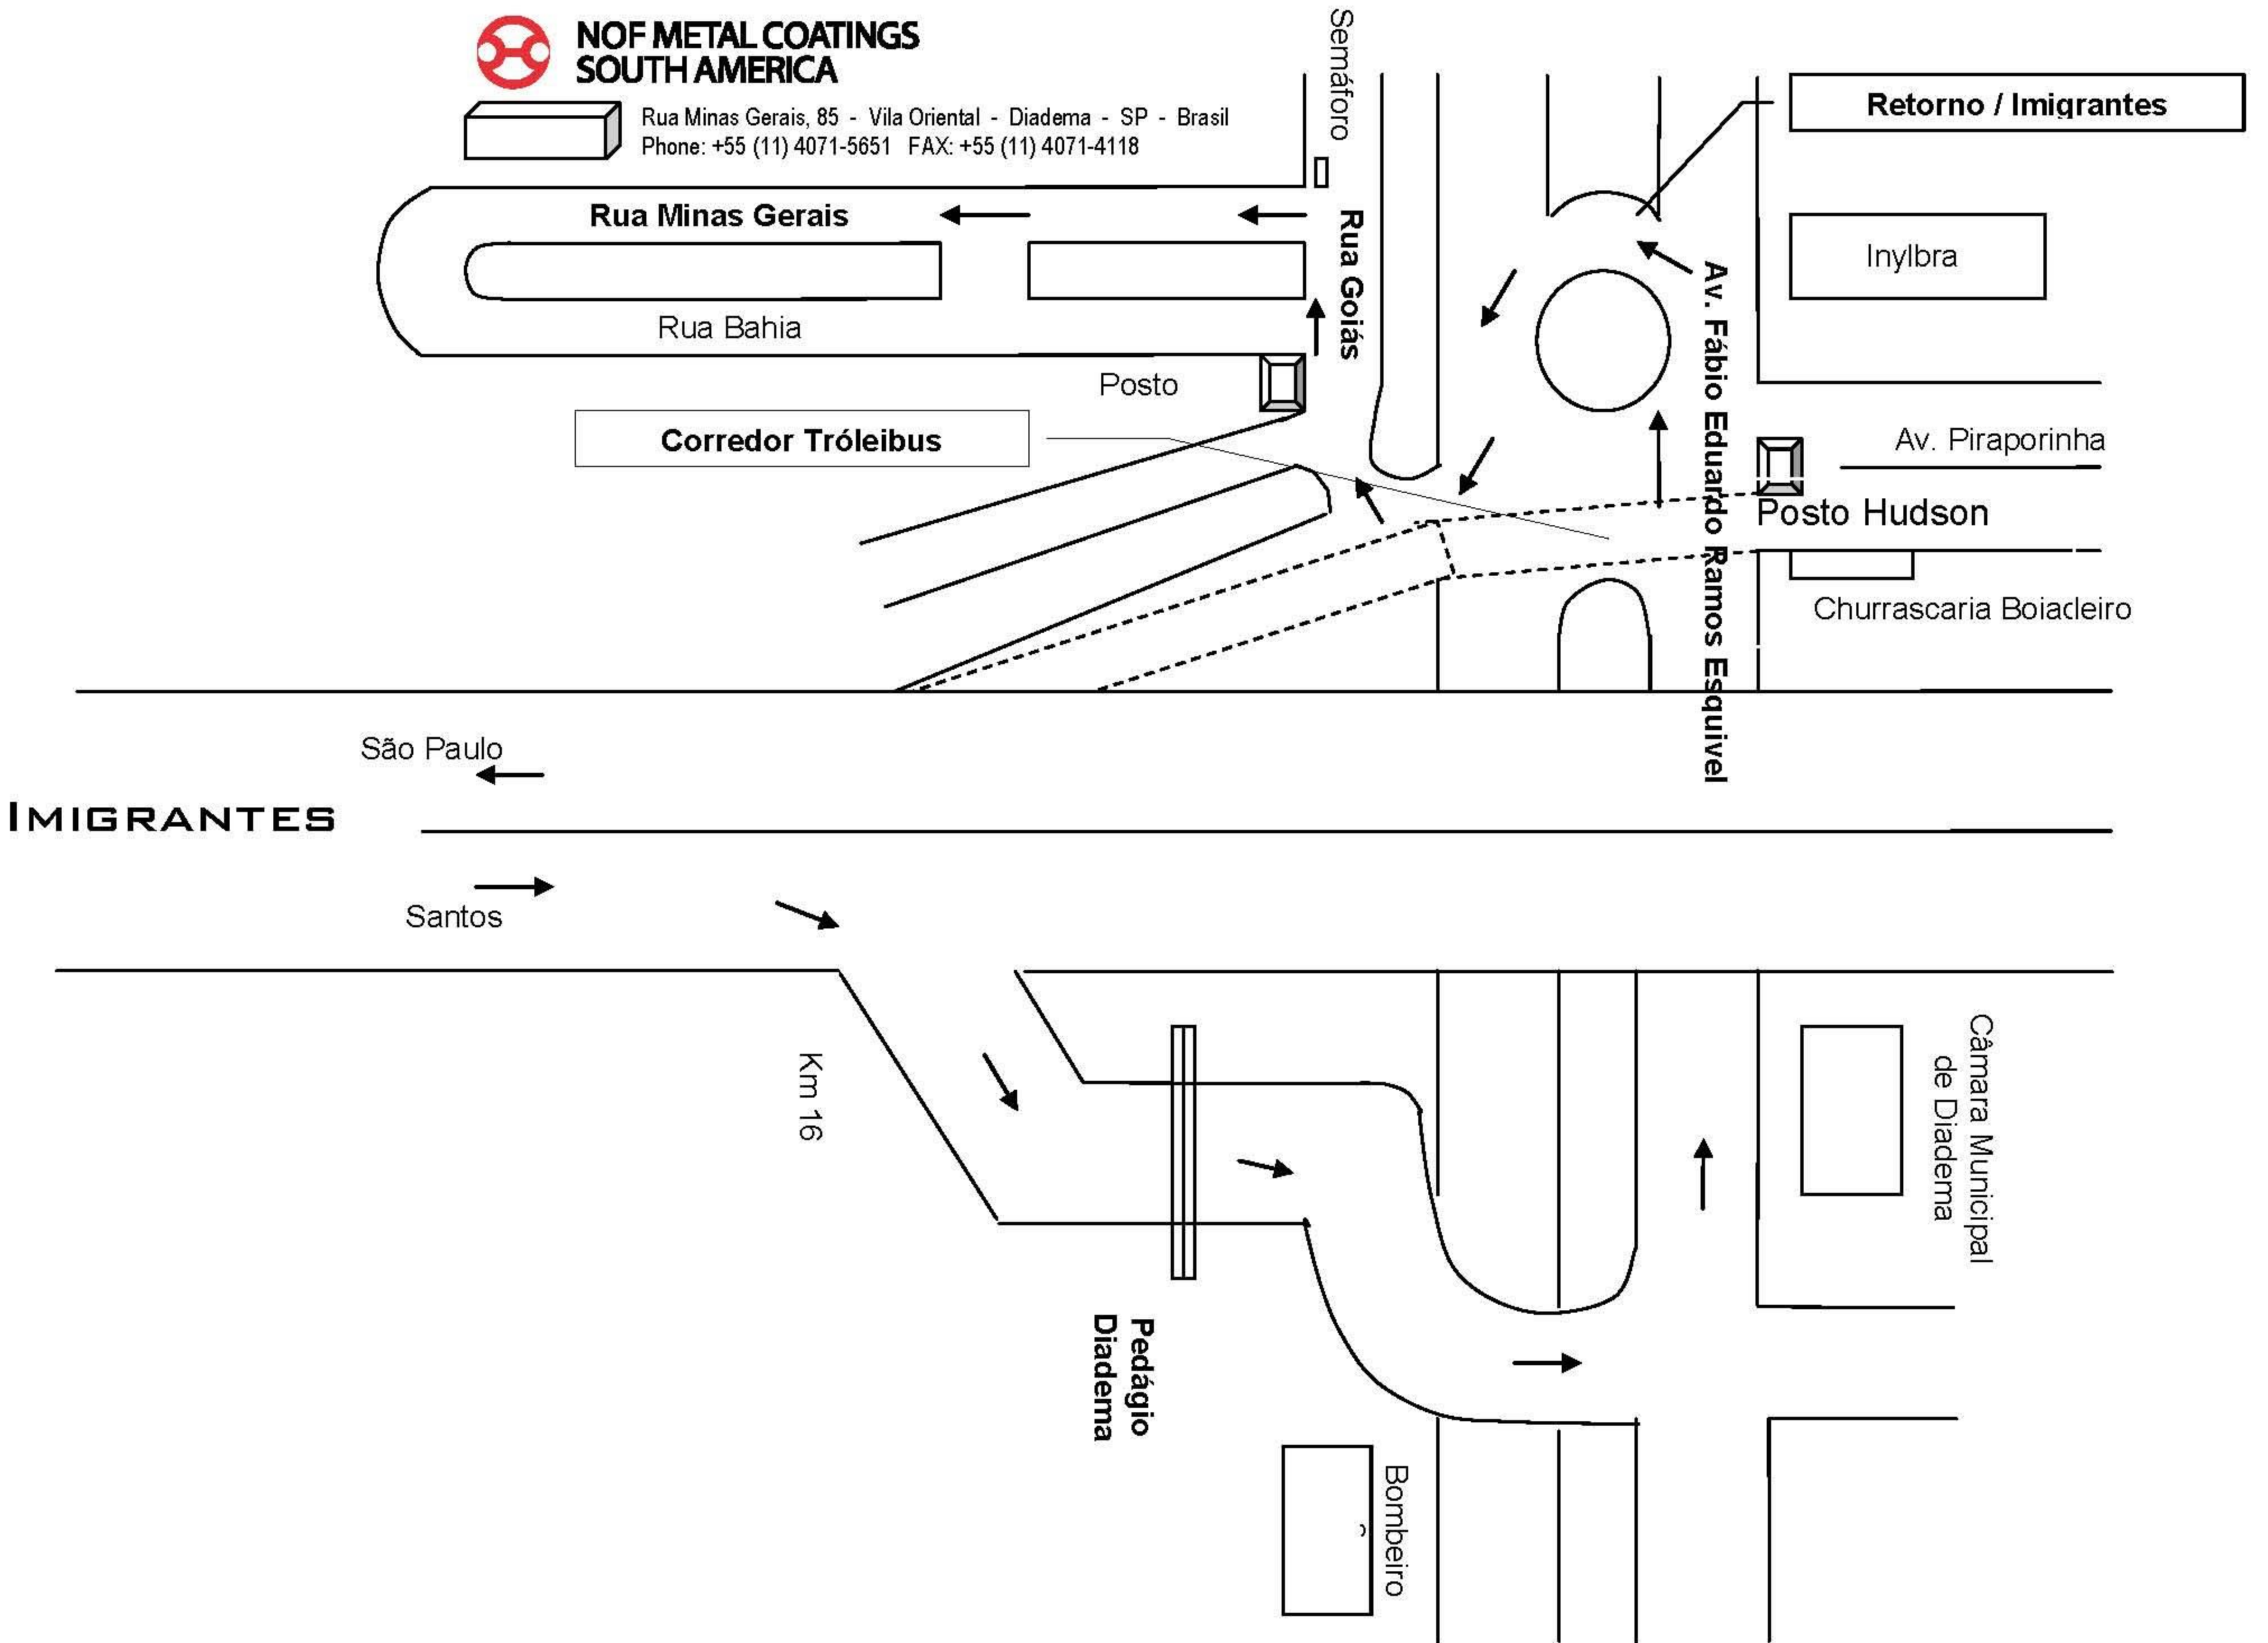 NOF METAL COATINGS
SOUTH AMERICA
Rua Minas Gerais, 85 - Vila Oriental - Diadema - SP - Brasil
Phone: +55 (11) 4071-5651 FAX: +55 (11) 4071-4118
Semáforo
Retorno / Imigrantes
Rua Minas Gerais
Rua Goiás
Inylbra
Av. Fábio Eduardo Ramos Esquivel
Rua Bahia
Posto
Corredor Tróleibus
Av. Piraporinha
Posto Hudson
Churrascaria Boiadeiro
São Paulo
IMIGRANTES
Santos
Km 16
Câmara Municipal
de Diadema
Pedágio
Diadema
Bombeiro